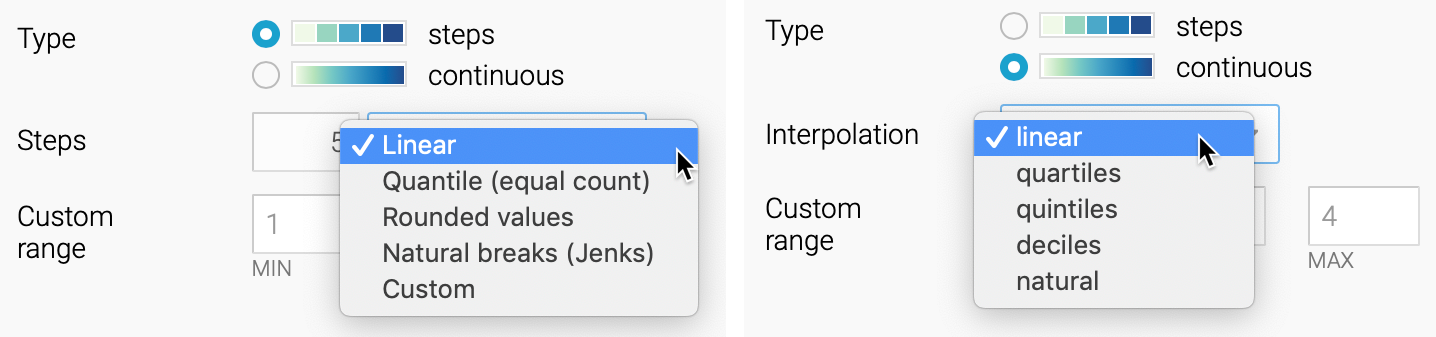 Type
steps
continuous
Steps
5
Linear
Quantile (equal count)
Rounded values
Natural breaks (Jenks)
Custom
Custom
range
1
MIN
Type
steps
continuous
Interpolation
linear
quartiles
quintiles
deciles
natural
Custom
range
4
MAX